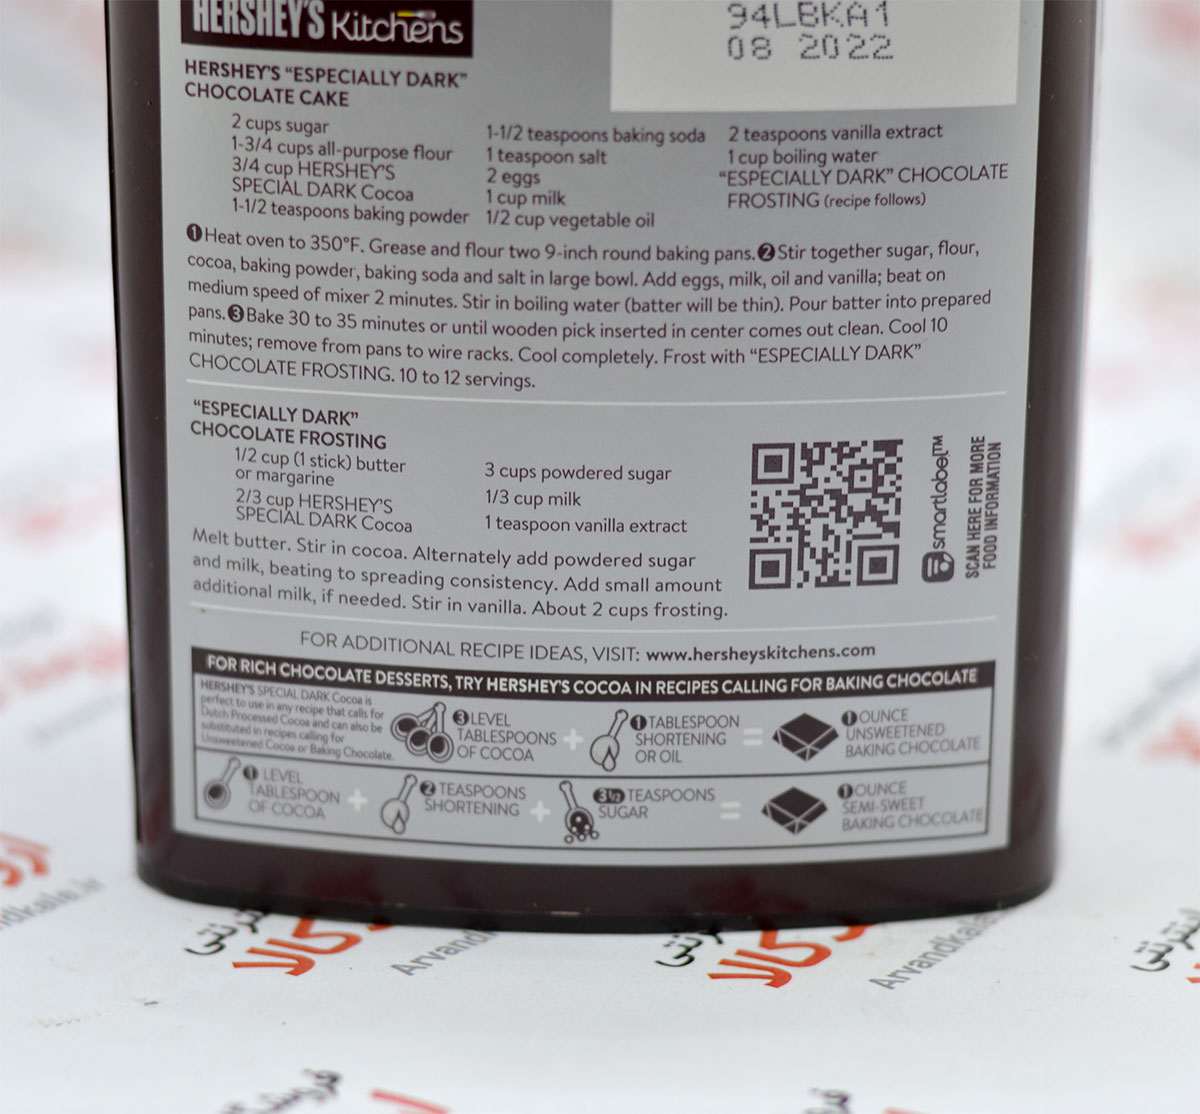 HERSHEY'S Kitchens
94LBKA1
08 2022
HERSHEY'S “ESPECIALLY DARK”
CHOCOLATE CAKE
2 cups sugar
1-3/4 cups all-purpose flour
3/4 cup HERSHEY'S
SPECIAL DARK Cocoa
1-1/2 teaspoons baking powder
1-1/2 teaspoons baking soda
1 teaspoon salt
2 eggs
1 cup milk
1/2 cup vegetable oil
2 teaspoons vanilla extract
1 cup boiling water
“ESPECIALLY DARK” CHOCOLATE
FROSTING (recipe follows)
1 Heat oven to 350°F. Grease and flour two 9-inch round baking pans. 2 Stir together sugar, flour,
cocoa, baking powder, baking soda and salt in large bowl. Add eggs, milk, oil and vanilla; beat on
medium speed of mixer 2 minutes. Stir in boiling water (batter will be thin). Pour batter into prepared
pans. 3 Bake 30 to 35 minutes or until wooden pick inserted in center comes out clean. Cool 10
minutes; remove from pans to wire racks. Cool completely. Frost with “ESPECIALLY DARK”
CHOCOLATE FROSTING. 10 to 12 servings.
“ESPECIALLY DARK”
CHOCOLATE FROSTING
1/2 cup (1 stick) butter
or margarine
2/3 cup HERSHEY'S
SPECIAL DARK Cocoa
3 cups powdered sugar
1/3 cup milk
1 teaspoon vanilla extract
Melt butter. Stir in cocoa. Alternately add powdered sugar
and milk, beating to spreading consistency. Add small amount
additional milk, if needed. Stir in vanilla. About 2 cups frosting.
smartlabel™
SCAN HERE FOR MORE
FOOD INFORMATION
FOR ADDITIONAL RECIPE IDEAS, VISIT: www.hersheyskitchens.com
FOR RICH CHOCOLATE DESSERTS, TRY HERSHEY'S COCOA IN RECIPES CALLING FOR BAKING CHOCOLATE
HERSHEY'S SPECIAL DARK Cocoa is
perfect to use in any recipe that calls for
Dutch Processed Cocoa and can also be
substituted in recipes calling for
Unsweetened Cocoa or Baking Chocolate.
3 LEVEL
TABLESPOONS
OF COCOA
+
1 TABLESPOON
SHORTENING
OR OIL
=
1 OUNCE
UNSWEETENED
BAKING CHOCOLATE
1 LEVEL
TABLESPOON
OF COCOA
+
2 TEASPOONS
SHORTENING
+
3 1/2 TEASPOONS
SUGAR
=
1 OUNCE
SEMI-SWEET
BAKING CHOCOLATE
Arvandkala.ir
کالا
Arvandkala
کالا
Arvandkala